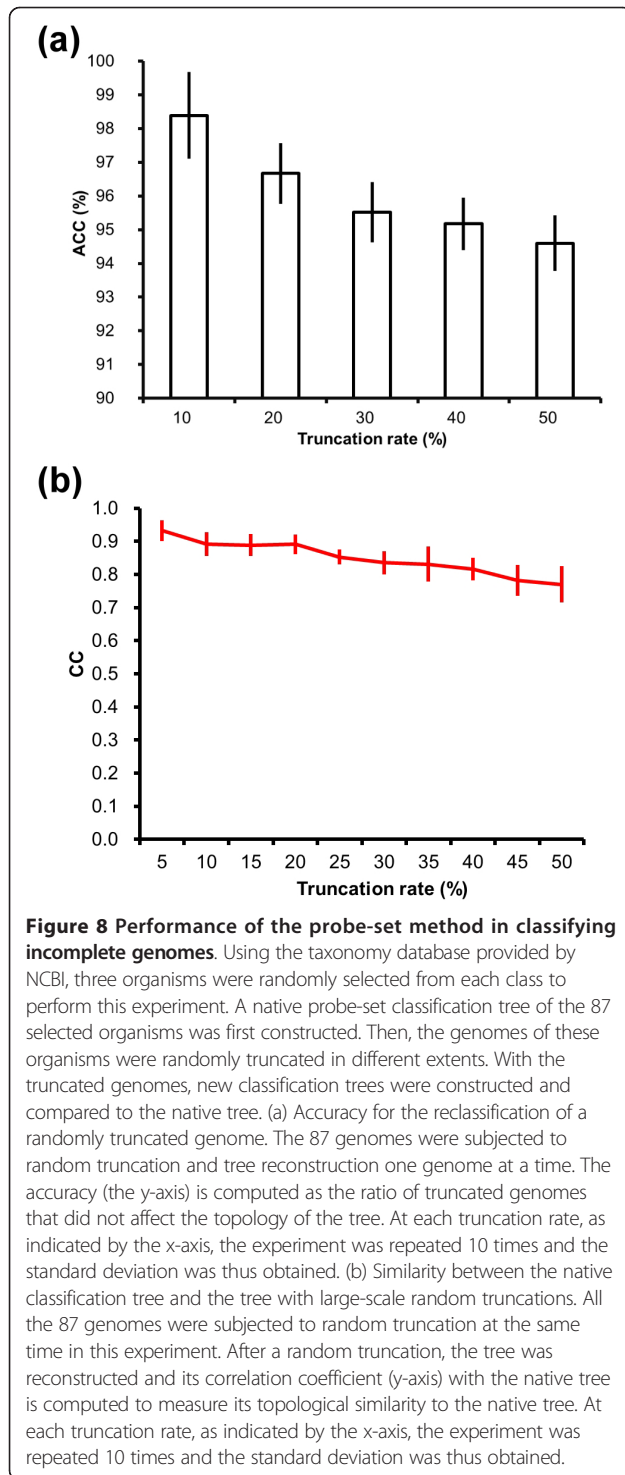 (a)
100
99
98
97
96
95
94
93
92
91
90
ACC (%)
10 20 30 40 50
Truncation rate (%)
(b)
1.0
0.9
0.8
0.7
0.6
0.5
0.4
0.3
0.2
0.1
0.0
CC
5 10 15 20 25 30 35 40 45 50
Truncation rate (%)
Figure 8 Performance of the probe-set method in classifying
incomplete genomes. Using the taxonomy database provided by
NCBI, three organisms were randomly selected from each class to
perform this experiment. A native probe-set classification tree of the 87
selected organisms was first constructed. Then, the genomes of these
organisms were randomly truncated in different extents. With the
truncated genomes, new classification trees were constructed and
compared to the native tree. (a) Accuracy for the reclassification of a
randomly truncated genome. The 87 genomes were subjected to
random truncation and tree reconstruction one genome at a time. The
accuracy (the y-axis) is computed as the ratio of truncated genomes
that did not affect the topology of the tree. At each truncation rate, as
indicated by the x-axis, the experiment was repeated 10 times and the
standard deviation was thus obtained. (b) Similarity between the native
classification tree and the tree with large-scale random truncations. All
the 87 genomes were subjected to random truncation at the same
time in this experiment. After a random truncation, the tree was
reconstructed and its correlation coefficient (y-axis) with the native tree
is computed to measure its topological similarity to the native tree. At
each truncation rate, as indicated by the x-axis, the experiment was
repeated 10 times and the standard deviation was thus obtained.